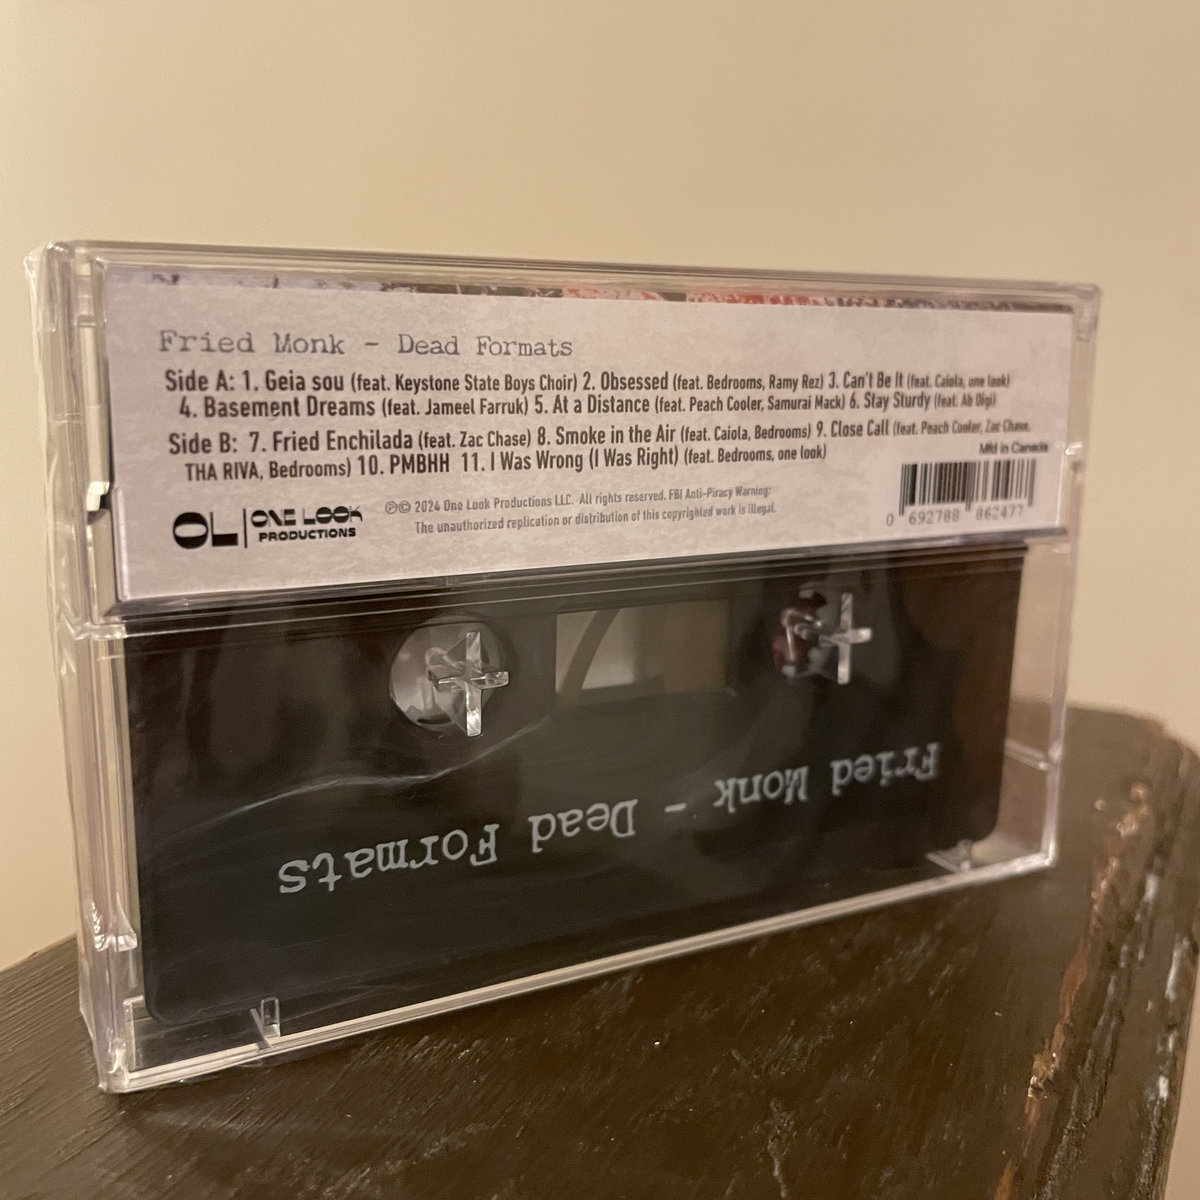 Fried Monk - Dead Formats
Side A: 1. Geia sou (feat. Keystone State Boys Choir) 2. Obsessed (feat. Bedrooms, Ramy Rez) 3. Can't Be It (feat. Caiola, one look)
4. Basement Dreams (feat. Jameel Farruk) 5. At a Distance (feat. Peach Cooler, Samurai Mack) 6. Stay Sturdy (feat. Ab Digi)
Side B: 7. Fried Enchilada (feat. Zac Chase) 8. Smoke in the Air (feat. Caiola, Bedrooms) 9. Close Call (feat. Peach Cooler, Zac Chase,
THA RIVA, Bedrooms) 10. PMBHH 11. I Was Wrong (I Was Right) (feat. Bedrooms, one look)
Mfd in Canada
OL ONE LOOK
PRODUCTIONS
℗© 2024 One Look Productions LLC. All rights reserved. FBI Anti-Piracy Warning:
The unauthorized replication or distribution of this copyrighted work is illegal.
0 692788 862477
Fried Monk - Dead Formats